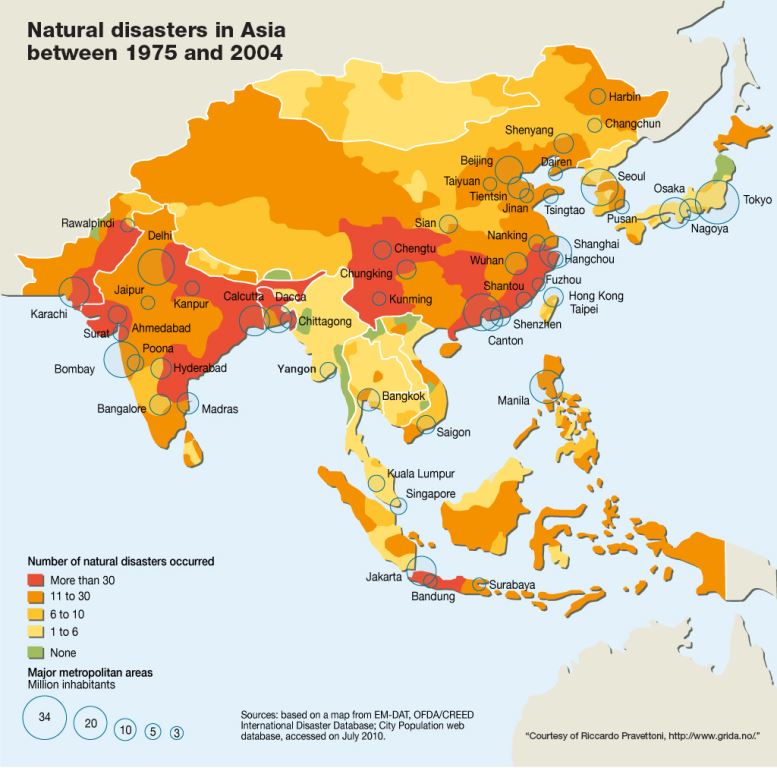 Natural disasters in Asia
between 1975 and 2004
Harbin
Changchun
Shenyang
Beijing
Dairen
Seoul
Taiyuan
Tientsin
Jinan
Tsingtao
Pusan
Osaka
Tokyo
Nagoya
Rawalpindi
Delhi
Sian
Nanking
Chengtu
Shanghai
Wuhan
Hangchou
Chungking
Jaipur
Kanpur
Calcutta
Dacca
Kunming
Shantou
Fuzhou
Hong Kong
Taipei
Karachi
Surat
Ahmedabad
Chittagong
Shenzhen
Canton
Poona
Bombay
Hyderabad
Yangon
Bangalore
Madras
Bangkok
Manila
Saigon
Kuala Lumpur
Singapore
Jakarta
Surabaya
Bandung
Number of natural disasters occurred
More than 30
11 to 30
6 to 10
1 to 6
None
Major metropolitan areas
Million inhabitants
34
20
10
5
3
Sources: based on a map from EM-DAT, OFDA/CREED
International Disaster Database; City Population web
database, accessed on July 2010.
“Courtesy of Riccardo Pravettoni, http://www.grida.no/.”